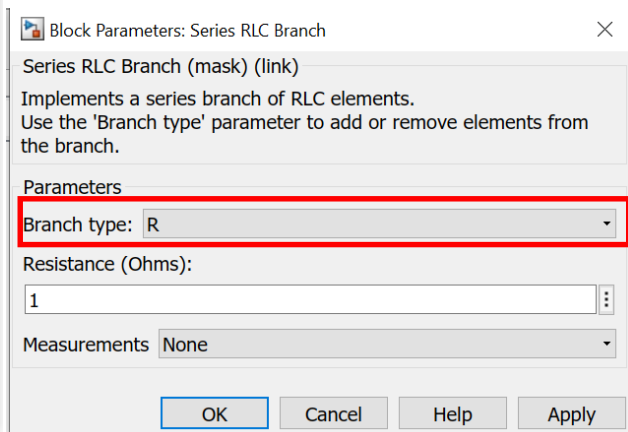 Block Parameters: Series RLC Branch
Series RLC Branch (mask) (link)
Implements a series branch of RLC elements.
Use the 'Branch type' parameter to add or remove elements from
the branch.
Parameters
Branch type: R
Resistance (Ohms):
1
Measurements None
OK Cancel Help Apply